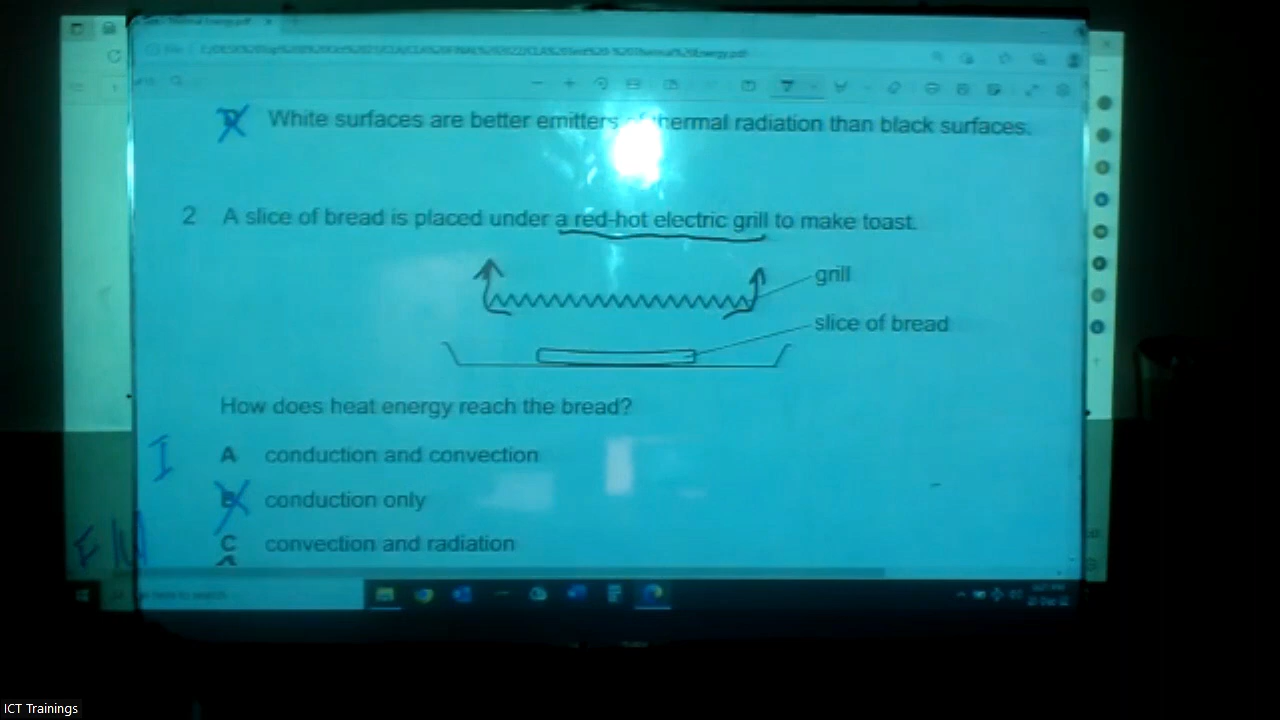 White surfaces are better emitters thermal radiation than black surfaces.
2 A slice of bread is placed under a red-hot electric grill to make toast.
grill
slice of bread
How does heat energy reach the bread?
I
A conduction and convection
B conduction only
C convection and radiation
ICT Trainings